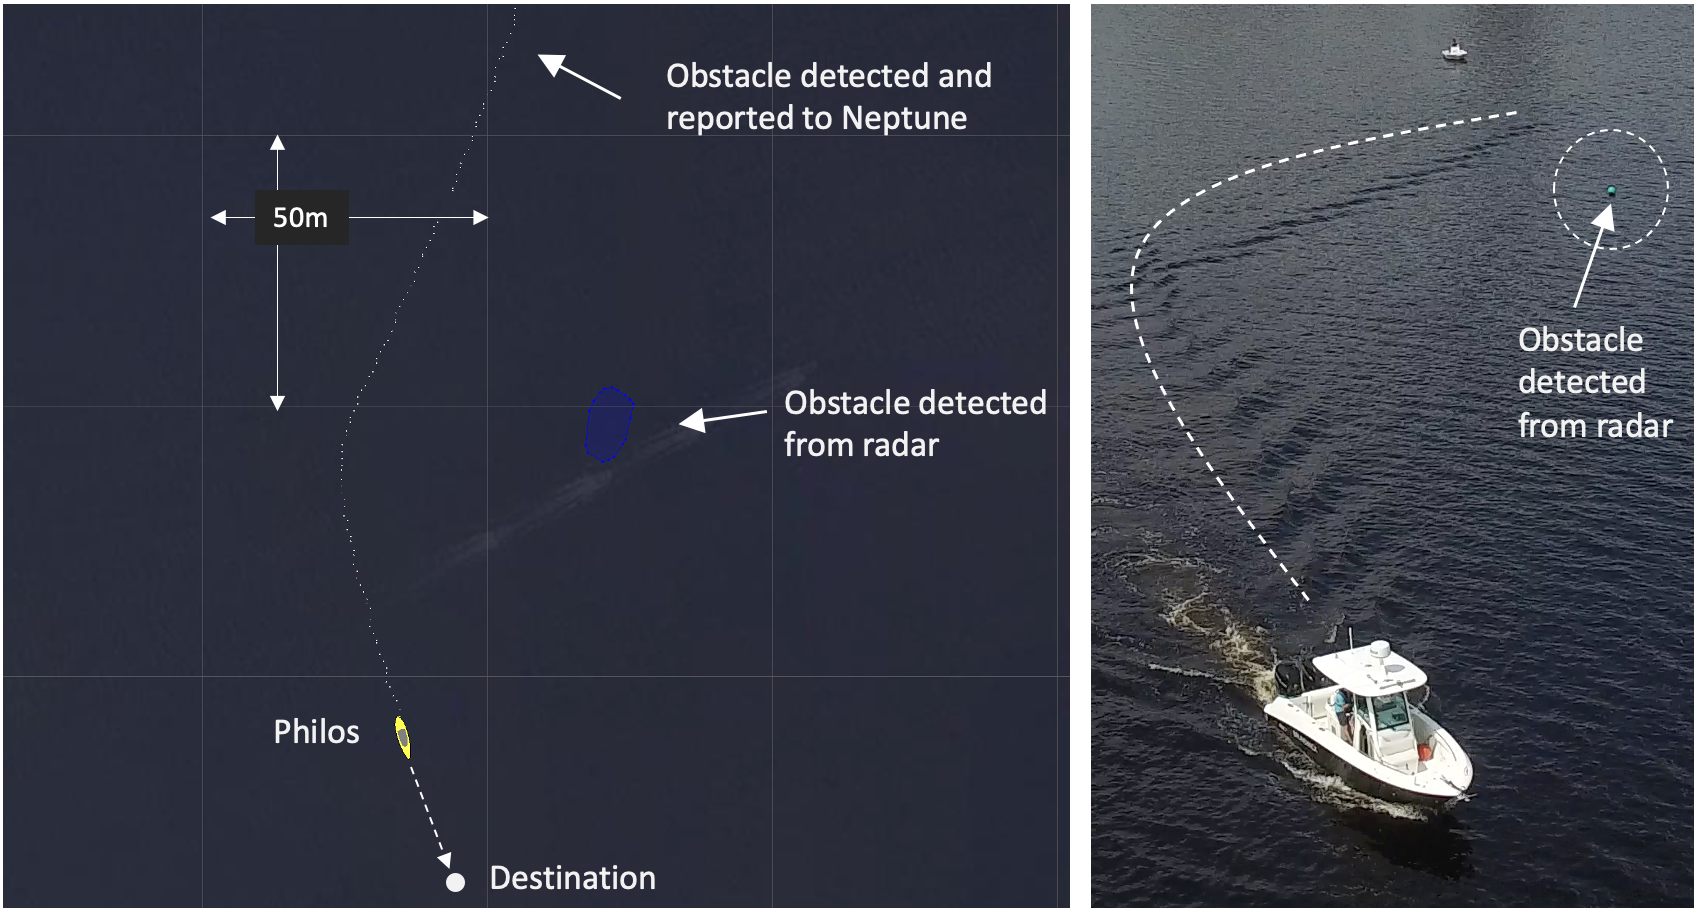 Obstacle detected and
reported to Neptune
50m
Obstacle detected
from radar
Philos
Destination
Obstacle
detected
from radar